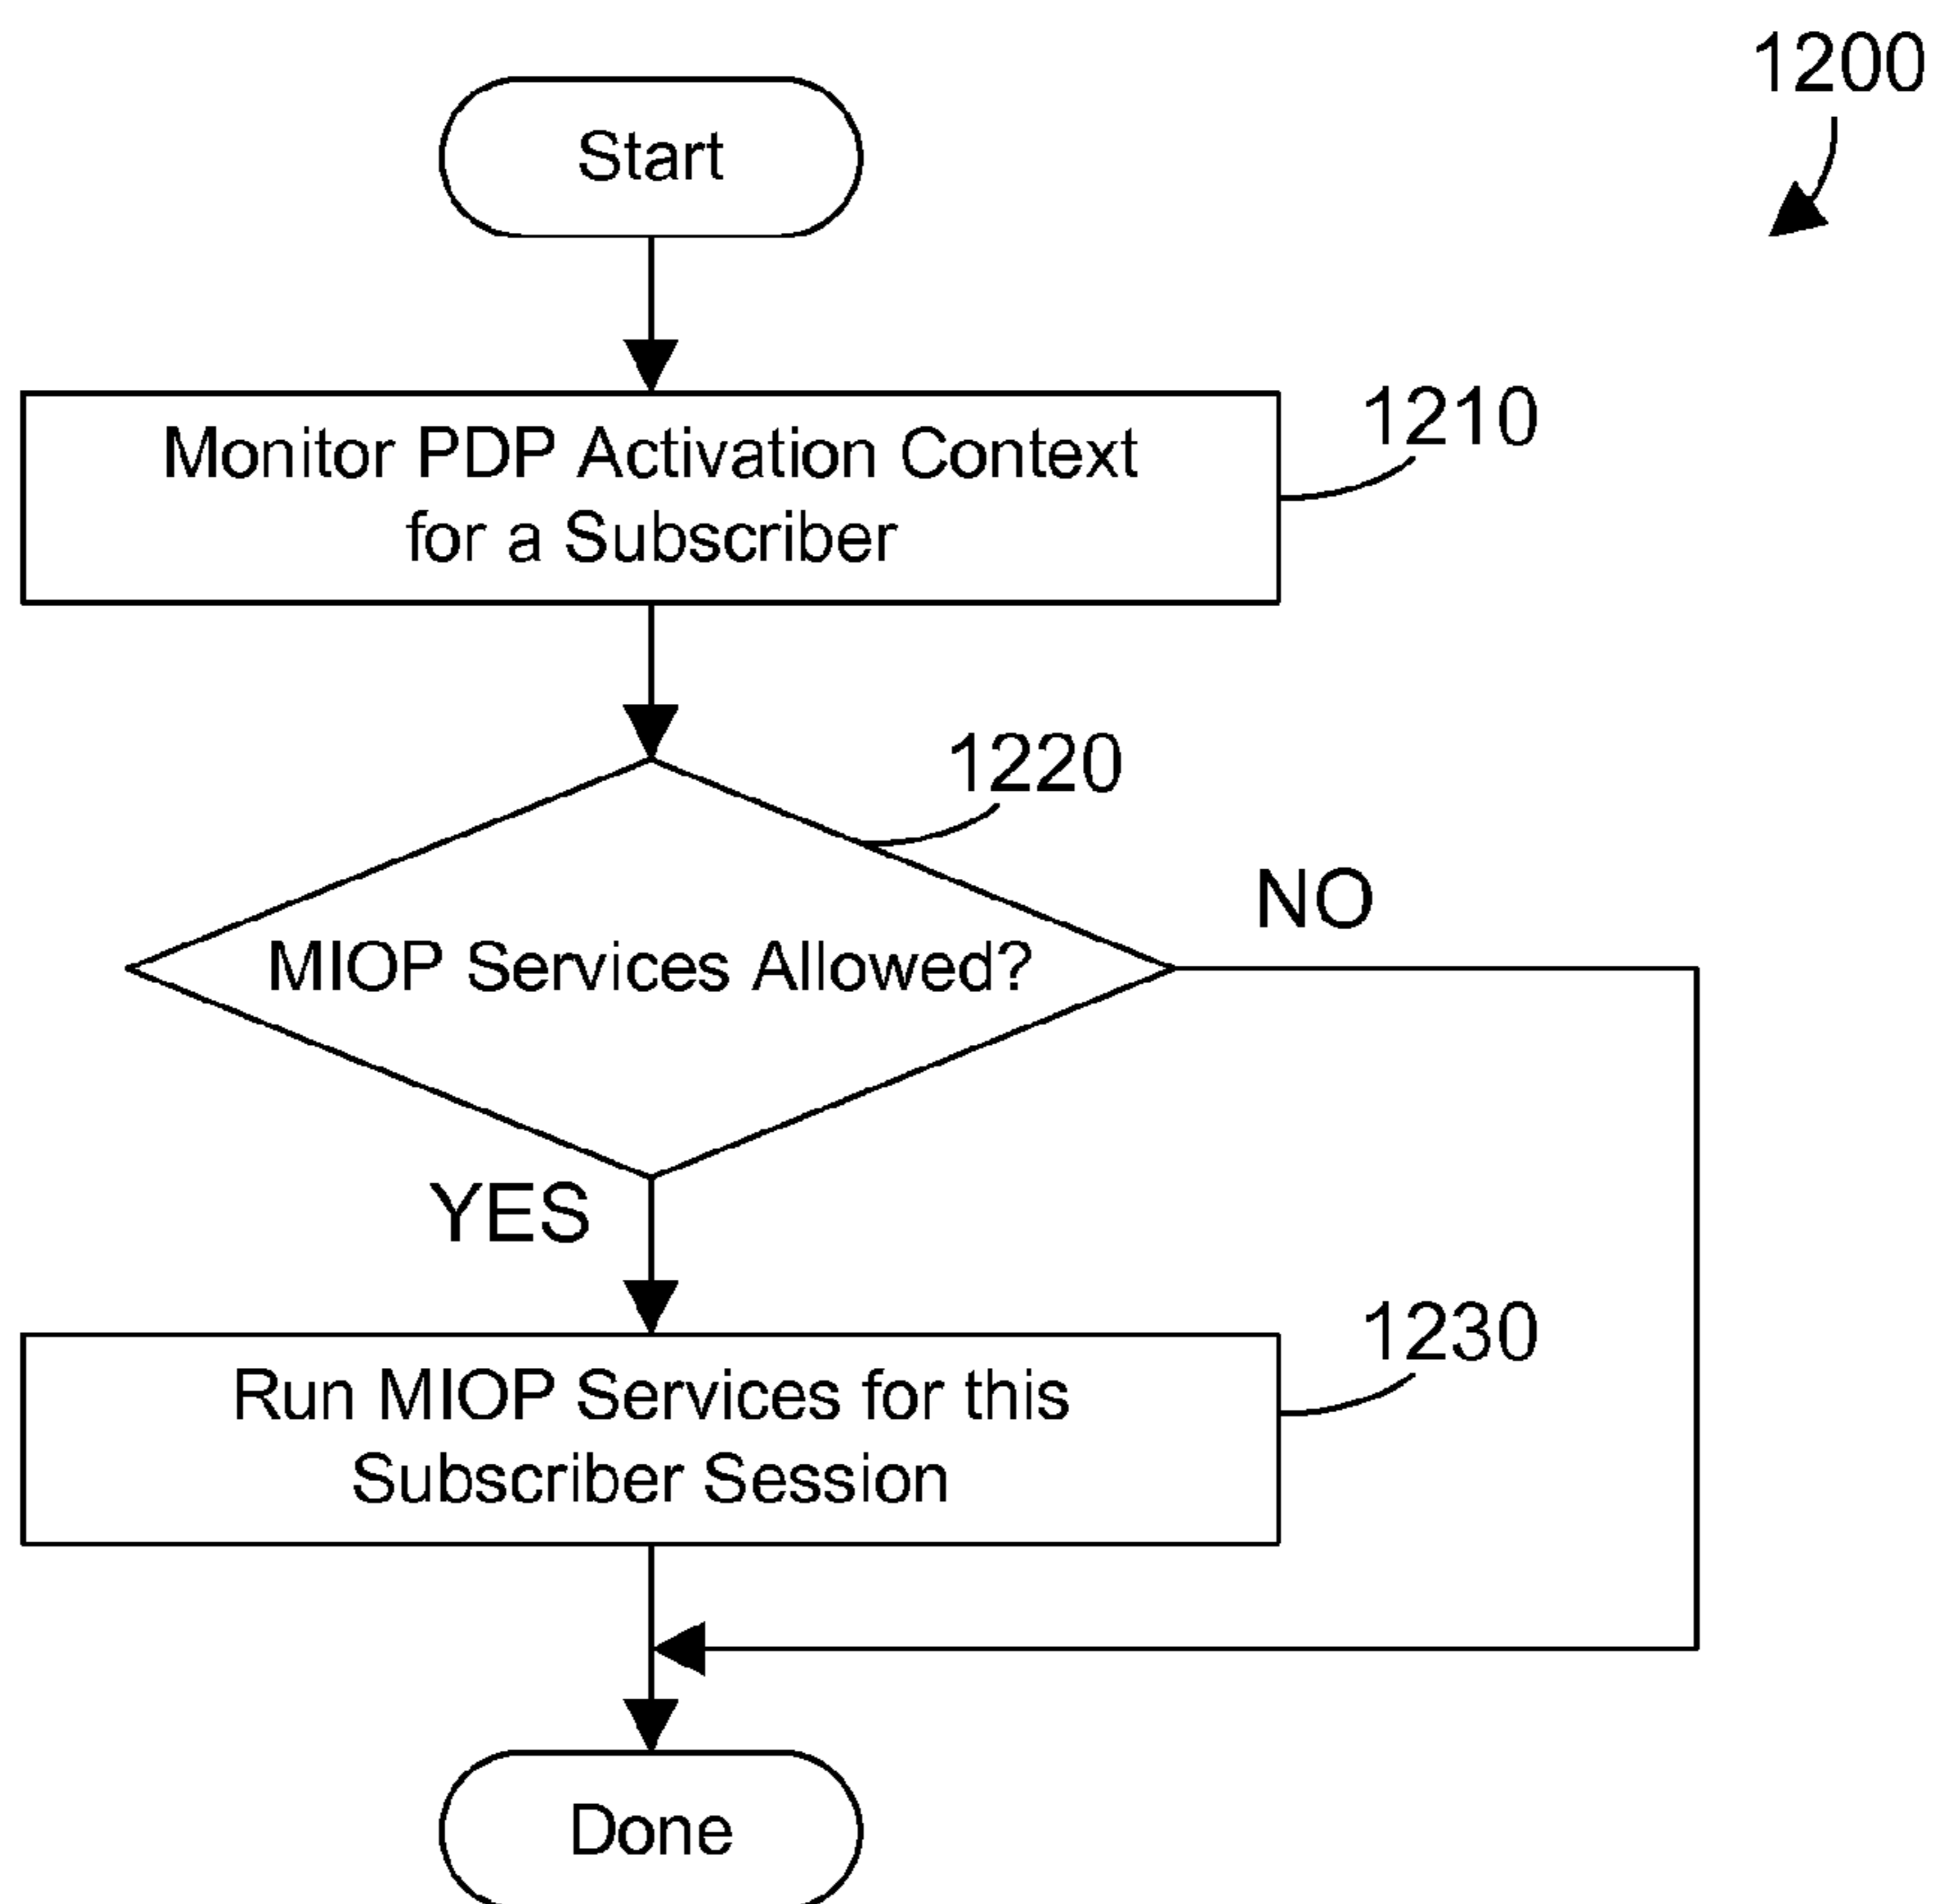 1200
Start
1210
Monitor PDP Activation Context
for a Subscriber
1220
NO
MIOP Services Allowed?
YES
1230
Run MIOP Services for this
Subscriber Session
Done